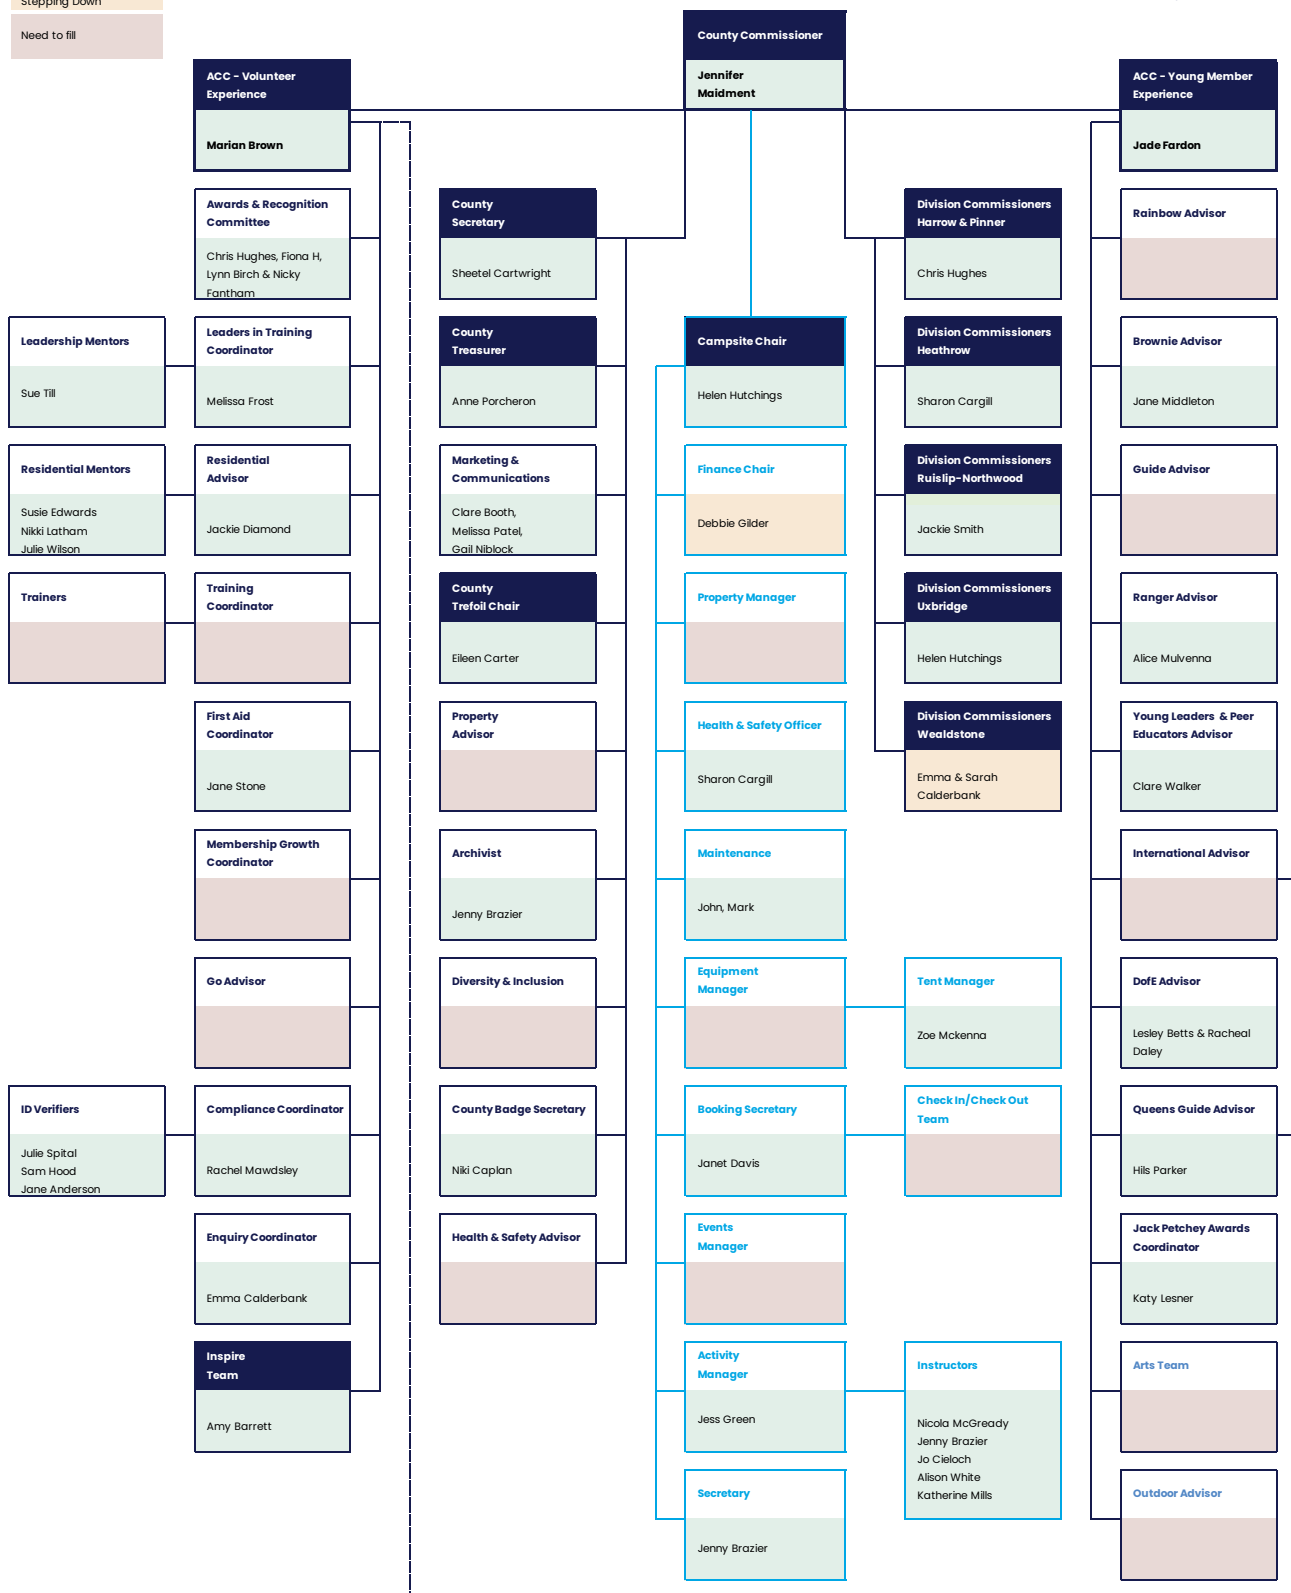 Stepping Down
Need to fill
County Commissioner
Jennifer
Maidment
ACC - Volunteer
Experience
Marian Brown
ACC - Young Member
Experience
Jade Fardon
Awards & Recognition
Committee
Chris Hughes, Fiona H,
Lynn Birch & Nicky
Fantham
County
Secretary
Sheetel Cartwright
Division Commissioners
Harrow & Pinner
Chris Hughes
Rainbow Advisor
Leadership Mentors
Sue Till
Leaders in Training
Coordinator
Melissa Frost
County
Treasurer
Anne Porcheron
Campsite Chair
Helen Hutchings
Division Commissioners
Heathrow
Sharon Cargill
Brownie Advisor
Jane Middleton
Residential Mentors
Susie Edwards
Nikki Latham
Julie Wilson
Residential
Advisor
Jackie Diamond
Marketing &
Communications
Clare Booth,
Melissa Patel,
Gail Niblock
Finance Chair
Debbie Gilder
Division Commissioners
Ruislip-Northwood
Jackie Smith
Guide Advisor
Trainers
Training
Coordinator
County
Trefoil Chair
Eileen Carter
Property Manager
Division Commissioners
Uxbridge
Helen Hutchings
Ranger Advisor
Alice Mulvenna
First Aid
Coordinator
Jane Stone
Property
Advisor
Health & Safety Officer
Sharon Cargill
Division Commissioners
Wealdstone
Emma & Sarah
Calderbank
Young Leaders & Peer
Educators Advisor
Clare Walker
Membership Growth
Coordinator
Archivist
Jenny Brazier
Maintenance
John, Mark
International Advisor
Go Advisor
Diversity & Inclusion
Equipment
Manager
Tent Manager
Zoe Mckenna
DofE Advisor
Lesley Betts & Racheal
Daley
ID Verifiers
Julie Spital
Sam Hood
Jane Anderson
Compliance Coordinator
Rachel Mawdsley
County Badge Secretary
Niki Caplan
Booking Secretary
Janet Davis
Check In/Check Out
Team
Queens Guide Advisor
Hils Parker
Enquiry Coordinator
Emma Calderbank
Health & Safety Advisor
Events
Manager
Jack Petchey Awards
Coordinator
Katy Lesner
Inspire
Team
Amy Barrett
Activity
Manager
Jess Green
Instructors
Nicola McGready
Jenny Brazier
Jo Cieloch
Alison White
Katherine Mills
Arts Team
Secretary
Jenny Brazier
Outdoor Advisor